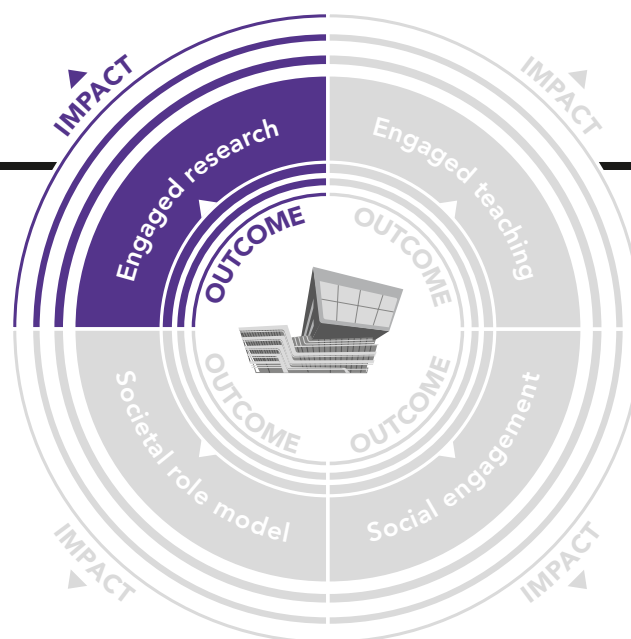 IMPACT
Engaged research
OUTCOME
IMPACT
Engaged teaching
OUTCOME
OUTCOME
Societal role model
IMPACT
OUTCOME
Social engagement
IMPACT